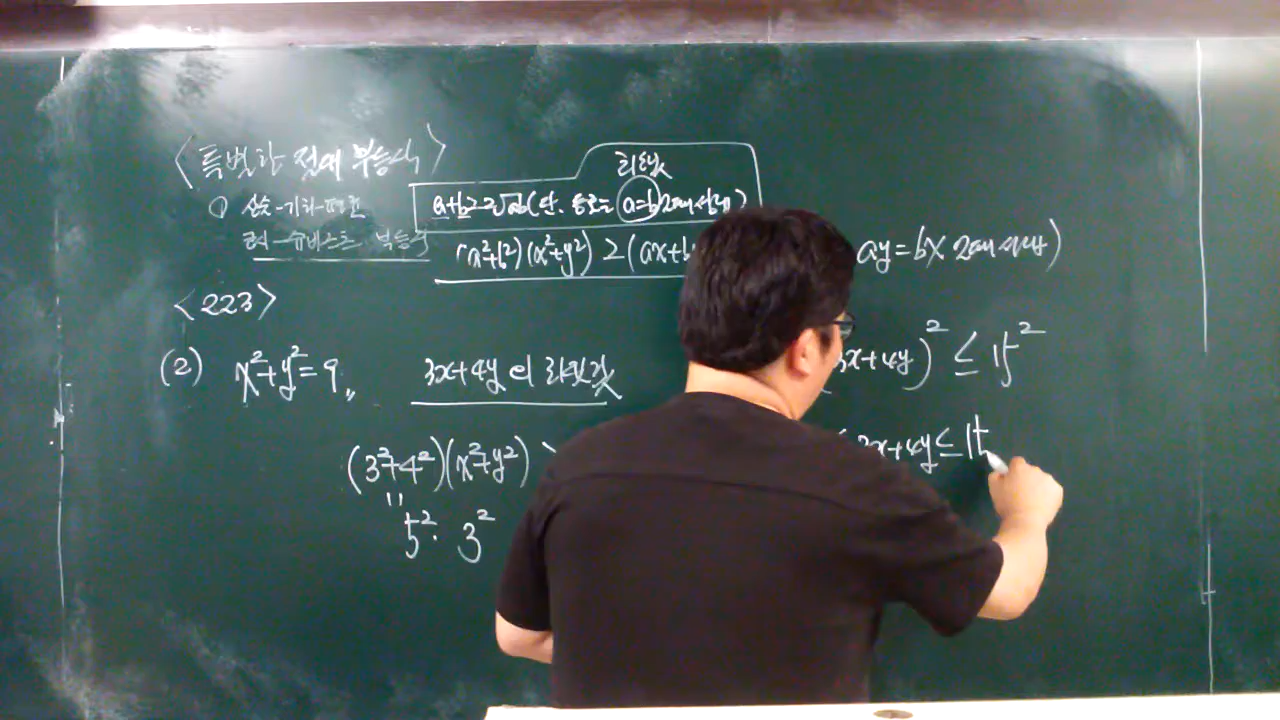 <특별한 절대 부등식>
① 산술-기하-평균
최댓
a+b≥2√ab (단, 등호는 a=b일때 성립)
코시-슈바르츠 부등식
(a²+b²)(x²+y²) ≥ (ax+b
ay=bx 일때 성립)
<223>
(2) x²+y²=9,, 3x+4y의 최댓값
3x+4y)² ≤ 15²
(3²+4²)(x²+y²) ≥
3x+4y≤15
"
5²· 3²